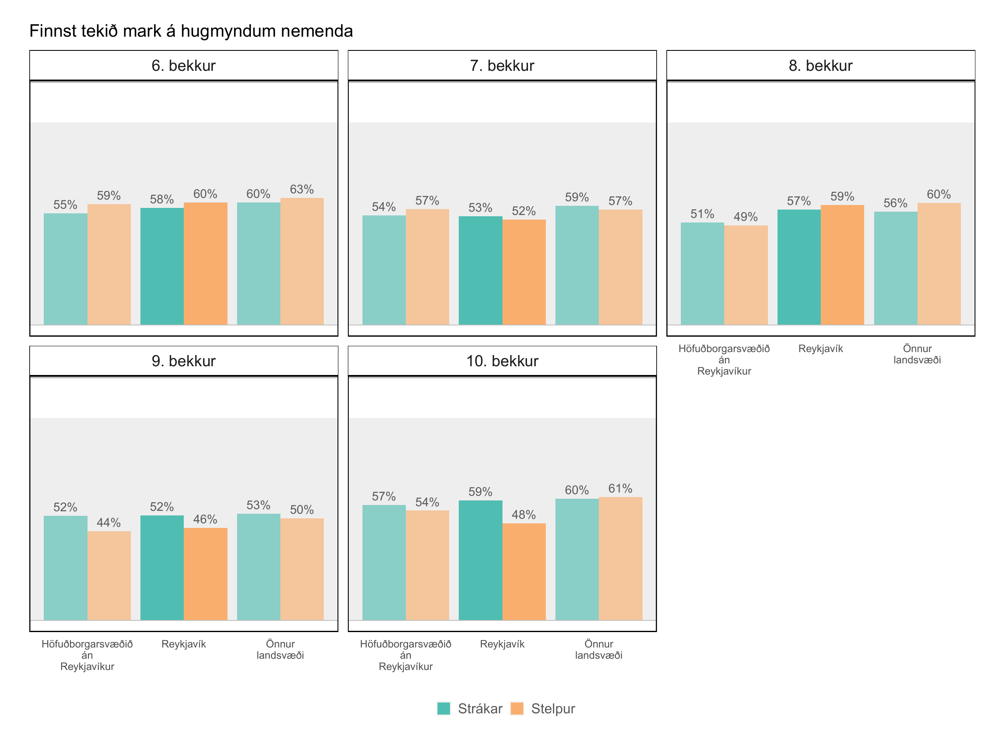 Finnst tekið mark á hugmyndum nemenda
6. bekkur
7. bekkur
8. bekkur
55%
59%
58%
60%
60%
63%
54%
57%
53%
52%
59%
57%
51%
49%
57%
59%
56%
60%
Höfuðborgarsvæðið
án
Reykjavíkur
Reykjavík
Önnur
landsvæði
9. bekkur
10. bekkur
52%
44%
52%
46%
53%
50%
57%
54%
59%
48%
60%
61%
Höfuðborgarsvæðið
án
Reykjavíkur
Reykjavík
Önnur
landsvæði
Höfuðborgarsvæðið
án
Reykjavíkur
Reykjavík
Önnur
landsvæði
Strákar
Stelpur